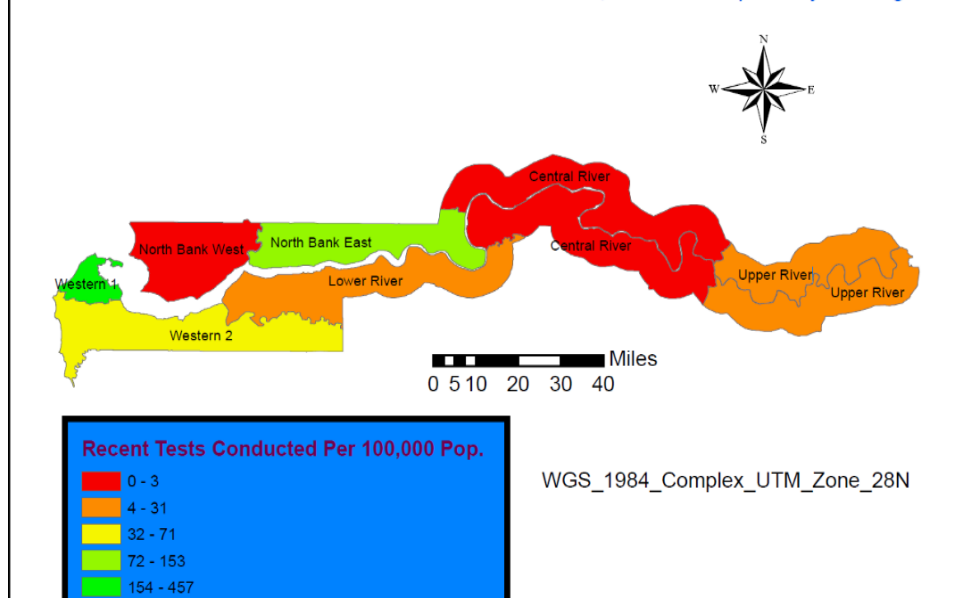 N
W E
S
Central River
North Bank West
North Bank East
Central River
Lower River
Upper River
Western 1
Upper River
Western 2
Miles
0 5 10 20 30 40
Recent Tests Conducted Per 100,000 Pop.
0 - 3
4 - 31
32 - 71
72 - 153
154 - 457
WGS_1984_Complex_UTM_Zone_28N